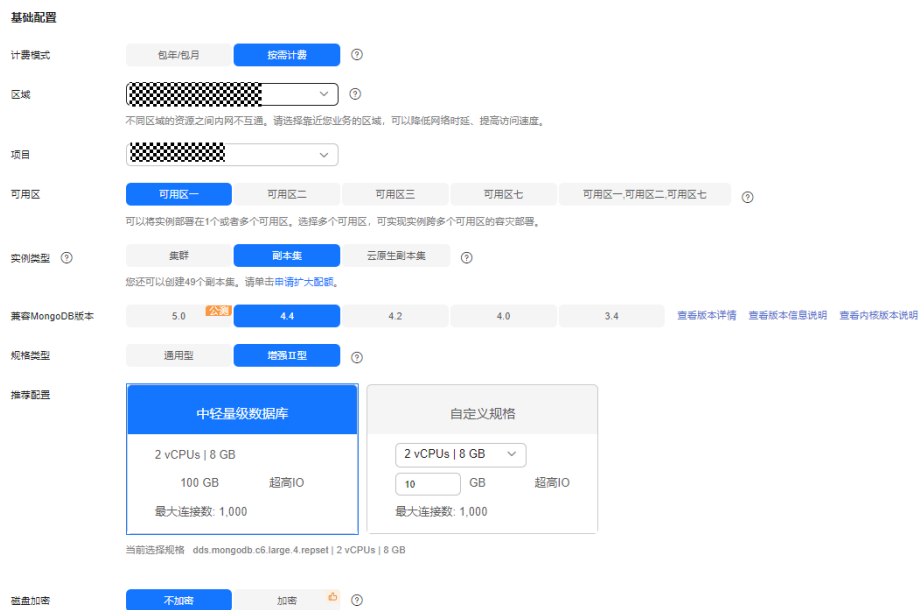 基础配置
计费模式 包年/包月 按需计费
区域
不同区域的资源之间内网不互通。请选择靠近您业务的区域，可以降低网络时延、提高访问速度。
项目
可用区 可用区一 可用区二 可用区三 可用区七 可用区一,可用区二,可用区七
可以将实例部署在1个或者多个可用区。选择多个可用区，可实现实例跨多个可用区的容灾部署。
实例类型 集群 副本集 云原生副本集
您还可以创建49个副本集。请单击申请扩大配额。
兼容MongoDB版本 5.0 公测 4.4 4.2 4.0 3.4 查看版本详情 查看版本信息说明 查看内核版本说明
规格类型 通用型 增强II型
推荐配置
中轻量级数据库 自定义规格
2 vCPUs | 8 GB 2 vCPUs | 8 GB
100 GB 超高IO 10 GB 超高IO
最大连接数: 1,000 最大连接数: 1,000
当前选择规格 dds.mongodb.c6.large.4.repset | 2 vCPUs | 8 GB
磁盘加密 不加密 加密